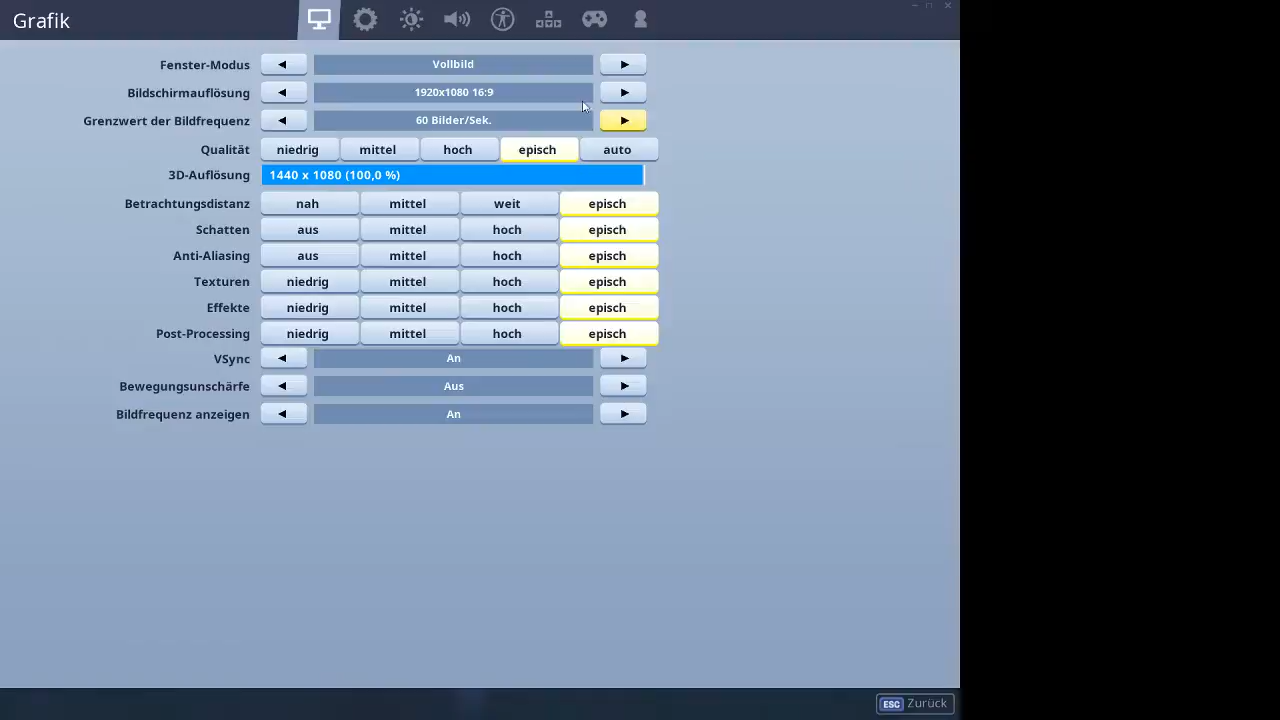 Grafik
Fenster-Modus Vollbild
Bildschirmauflösung 1920x1080 16:9
Grenzwert der Bildfrequenz 60 Bilder/Sek.
Qualität niedrig mittel hoch episch auto
3D-Auflösung 1440 x 1080 (100,0 %)
Betrachtungsdistanz nah mittel weit episch
Schatten aus mittel hoch episch
Anti-Aliasing aus mittel hoch episch
Texturen niedrig mittel hoch episch
Effekte niedrig mittel hoch episch
Post-Processing niedrig mittel hoch episch
VSync An
Bewegungsunschärfe Aus
Bildfrequenz anzeigen An
ESC Zurück